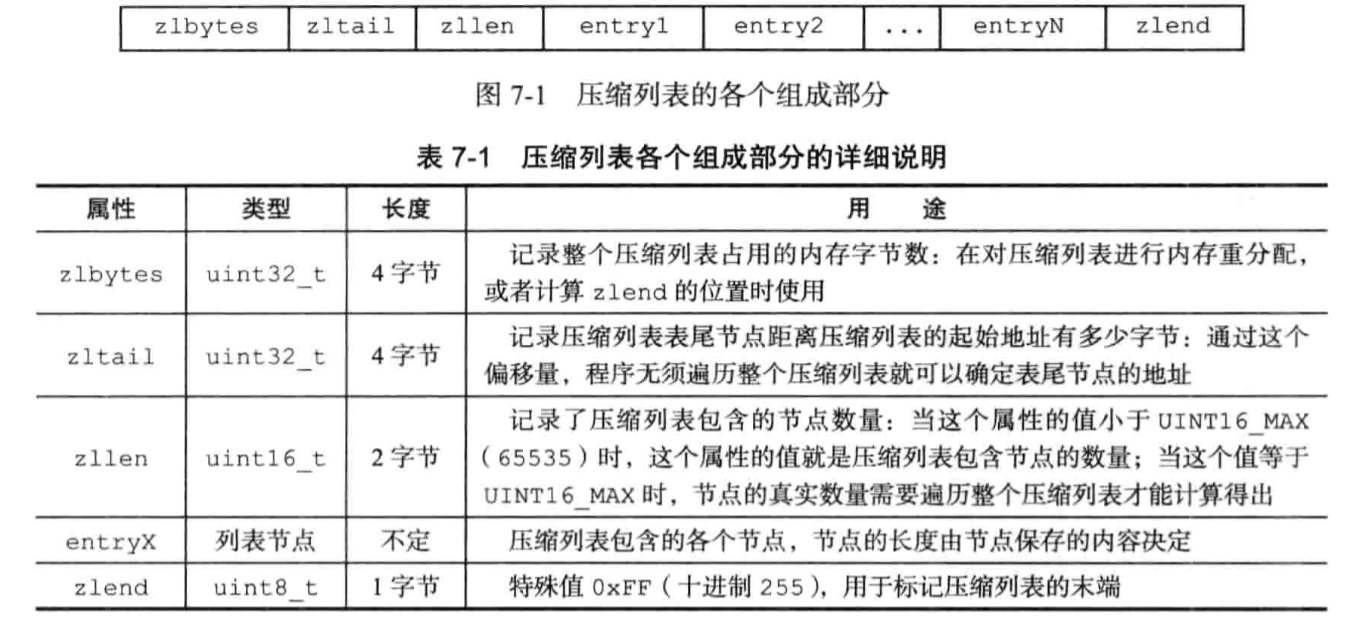 zlbytes zltail zllen entry1 entry2 ... entryN zlend
图 7-1 压缩列表的各个组成部分
表 7-1 压缩列表各个组成部分的详细说明
属性 类型 长度 用 途
zlbytes uint32_t 4 字节 记录整个压缩列表占用的内存字节数：在对压缩列表进行内存重分配，
或者计算 zlend 的位置时使用
zltail uint32_t 4 字节 记录压缩列表表尾节点距离压缩列表的起始地址有多少字节：通过这个
偏移量，程序无须遍历整个压缩列表就可以确定表尾节点的地址
zllen uint16_t 2 字节 记录了压缩列表包含的节点数量：当这个属性的值小于 UINT16_MAX
（65535）时，这个属性的值就是压缩列表包含节点的数量；当这个值等于
UINT16_MAX 时，节点的真实数量需要遍历整个压缩列表才能计算得出
entryX 列表节点 不定 压缩列表包含的各个节点，节点的长度由节点保存的内容决定
zlend uint8_t 1 字节 特殊值 0xFF（十进制 255），用于标记压缩列表的末端